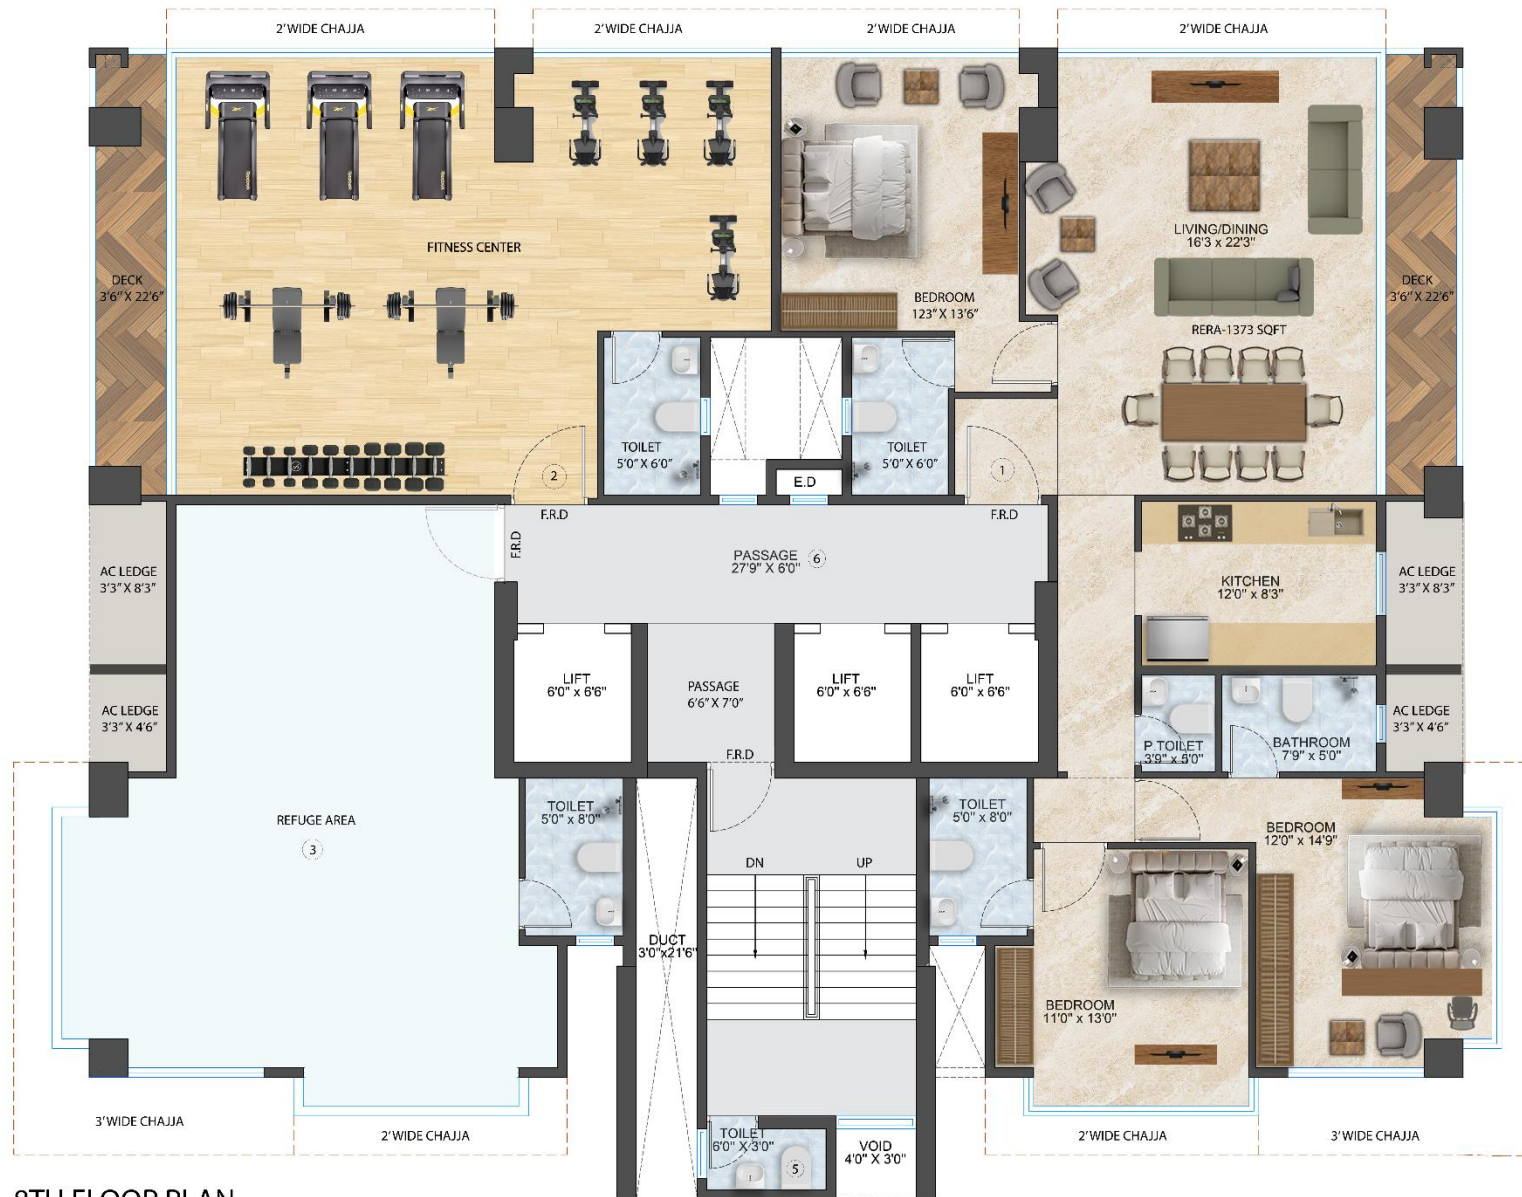 2'WIDE CHAJJA
2'WIDE CHAJJA
2'WIDE CHAJJA
2'WIDE CHAJJA
FITNESS CENTER
DECK
3'6" X 22'6"
BEDROOM
123" X 13'6"
LIVING/DINING
16'3 x 22'3"
RERA-1373 SQFT
DECK
3'6" X 22'6"
TOILET
5'0" X 6'0"
TOILET
5'0" X 6'0"
E.D
2
1
F.R.D
F.R.D
F.R.D
PASSAGE 6
27'9" X 6'0"
AC LEDGE
3'3" X 8'3"
KITCHEN
12'0" x 8'3"
AC LEDGE
3'3" X 8'3"
LIFT
6'0" x 6'6"
PASSAGE
6'6" X 7'0"
LIFT
6'0" x 6'6"
LIFT
6'0" x 6'6"
AC LEDGE
3'3" X 4'6"
AC LEDGE
3'3" X 4'6"
P.TOILET
3'9" x 5'0"
BATHROOM
7'9" x 5'0"
F.R.D
REFUGE AREA
3
TOILET
5'0" x 8'0"
TOILET
5'0" x 8'0"
BEDROOM
12'0" x 14'9"
DN
UP
DUCT
3'0"x21'6"
BEDROOM
11'0" x 13'0"
3'WIDE CHAJJA
2'WIDE CHAJJA
TOILET
6'0" X 3'0"
5
VOID
4'0" X 3'0"
2'WIDE CHAJJA
3'WIDE CHAJJA
8TH FLOOR PLAN